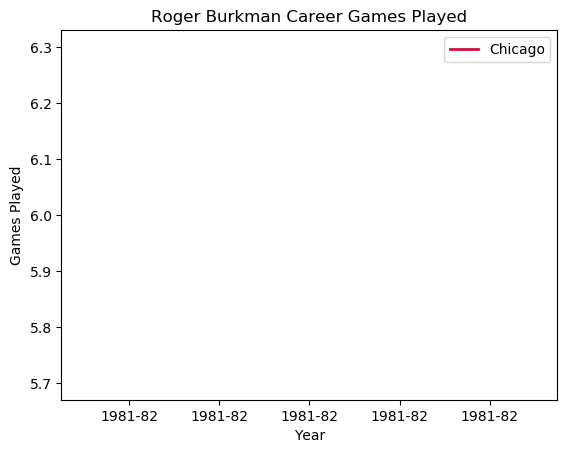 Roger Burkman Career Games Played
Chicago
6.3
6.2
6.1
6.0
5.9
5.8
5.7
Games Played
1981-82 1981-82 1981-82 1981-82 1981-82
Year